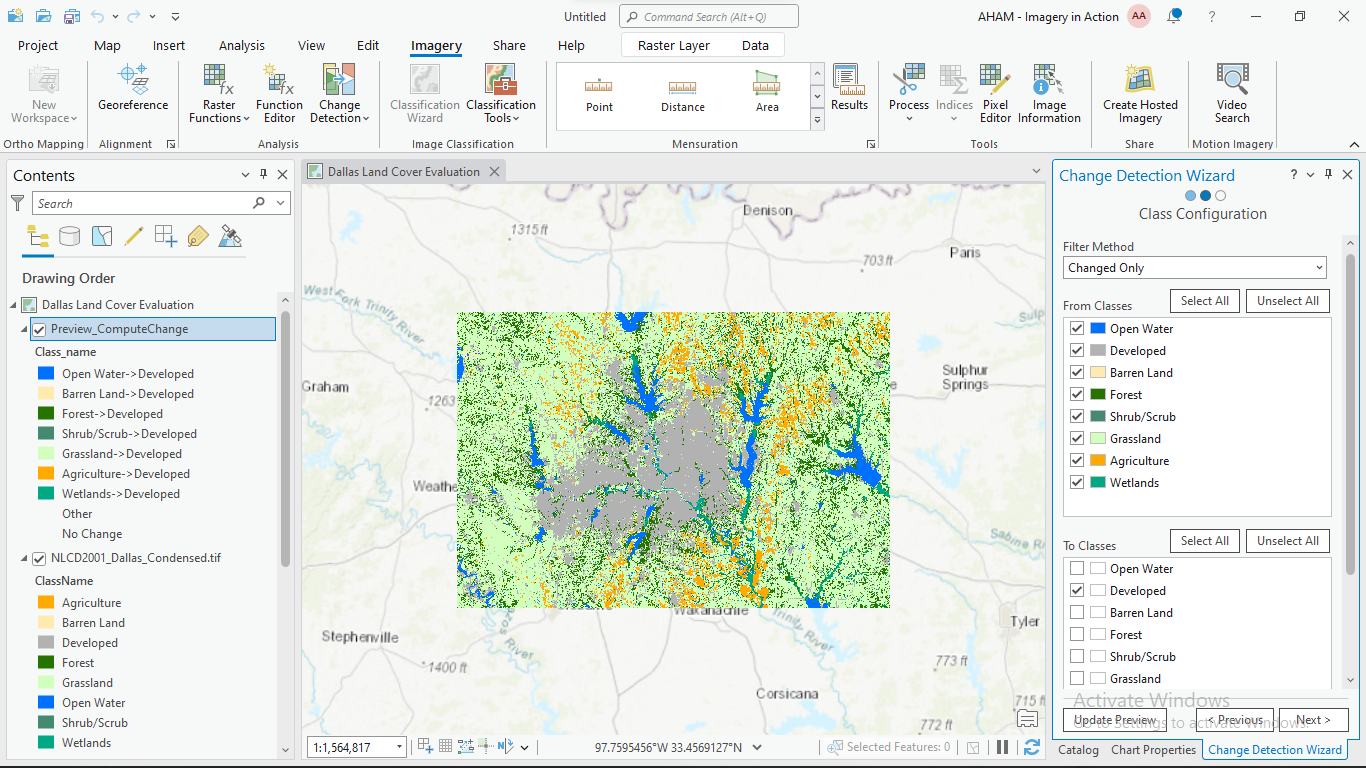 Untitled
Command Search (Alt+Q)
AHAM - Imagery in Action
AA
?
Project
Map
Insert
Analysis
View
Edit
Imagery
Share
Help
Raster Layer
Data
New
Workspace
Georeference
Raster
Functions
Function
Editor
Change
Detection
Classification
Wizard
Classification
Tools
Point
Distance
Area
Results
Process
Indices
Pixel
Editor
Image
Information
Create Hosted
Imagery
Video
Search
Ortho Mapping
Alignment
Analysis
Image Classification
Mensuration
Tools
Share
Motion Imagery
Contents
Search
Drawing Order
Dallas Land Cover Evaluation
Preview_ComputeChange
Class_name
Open Water->Developed
Barren Land->Developed
Forest->Developed
Shrub/Scrub->Developed
Grassland->Developed
Agriculture->Developed
Wetlands->Developed
Other
No Change
NLCD2001_Dallas_Condensed.tif
ClassName
Agriculture
Barren Land
Developed
Forest
Grassland
Open Water
Shrub/Scrub
Wetlands
Dallas Land Cover Evaluation
Denison
1315 ft
Paris
703 ft
West Fork Trinity River
Graham
1263
Sulphur
Springs
Weathe
Sabine River
Waxahachie
Trinity River
River
Stephenville
Tyler
1400 ft
773 ft
Corsicana
715 ft
772 ft
1:1,564,817
97.7595456°W 33.4569127°N
Selected Features: 0
Change Detection Wizard
?
Class Configuration
Filter Method
Changed Only
From Classes
Select All
Unselect All
Open Water
Developed
Barren Land
Forest
Shrub/Scrub
Grassland
Agriculture
Wetlands
To Classes
Select All
Unselect All
Open Water
Developed
Barren Land
Forest
Shrub/Scrub
Grassland
Activate Windows
Go to Settings to activate Windows.
Update Preview
< Previous
Next >
Catalog
Chart Properties
Change Detection Wizard